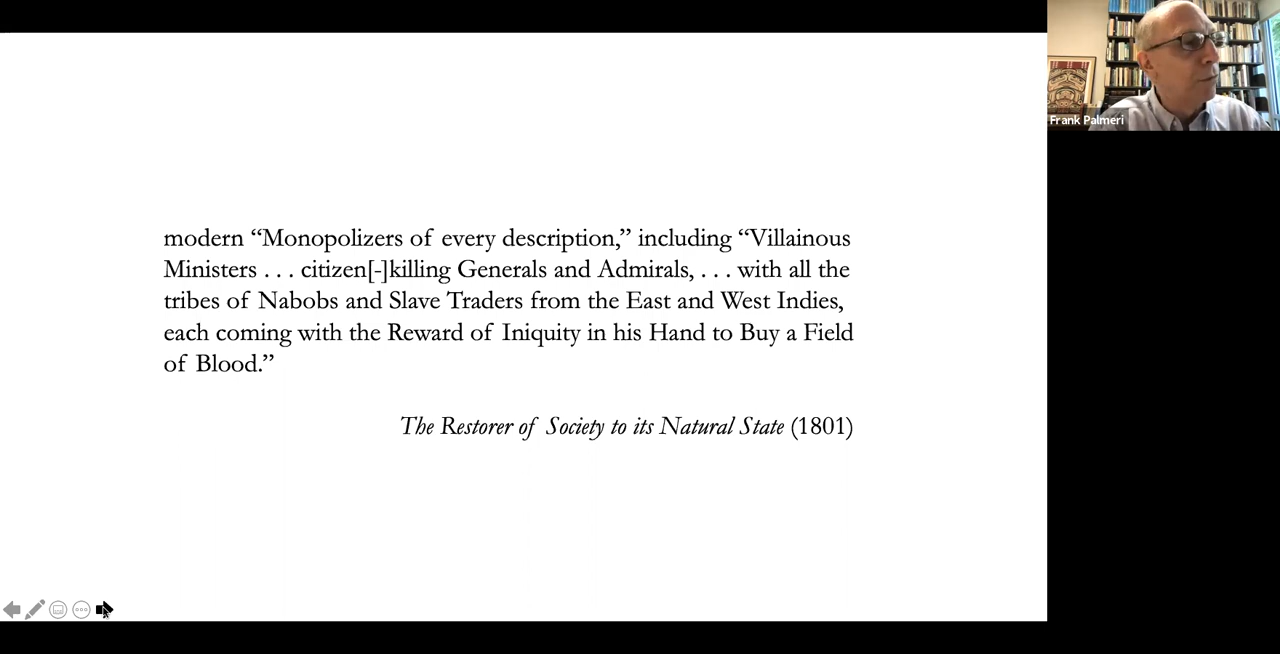 modern “Monopolizers of every description,” including “Villainous
Ministers . . . citizen[-]killing Generals and Admirals, . . . with all the
tribes of Nabobs and Slave Traders from the East and West Indies,
each coming with the Reward of Iniquity in his Hand to Buy a Field
of Blood.”
The Restorer of Society to its Natural State (1801)
Frank Palmeri